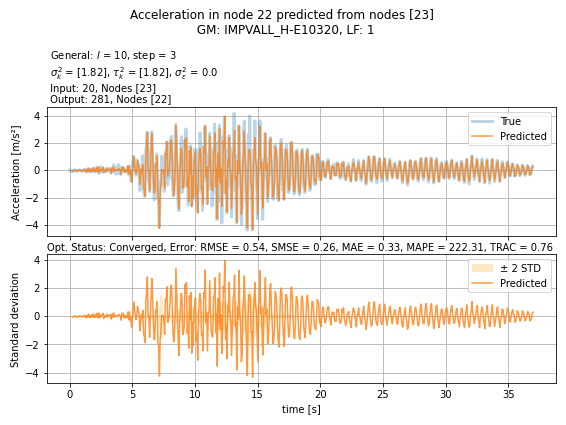 Acceleration in node 22 predicted from nodes [23]
GM: IMPVALL_H-E10320, LF: 1
General: l = 10, step = 3
σ²ₖ = [1.82], τ²ₖ = [1.82], σ²ₑ = 0.0
Input: 20, Nodes [23]
Output: 281, Nodes [22]
4
2
0
−2
−4
Acceleration [m/s²]
True
Predicted
Opt. Status: Converged, Error: RMSE = 0.54, SMSE = 0.26, MAE = 0.33, MAPE = 222.31, TRAC = 0.76
4
2
0
−2
−4
Standard deviation
± 2 STD
Predicted
0 5 10 15 20 25 30 35
time [s]